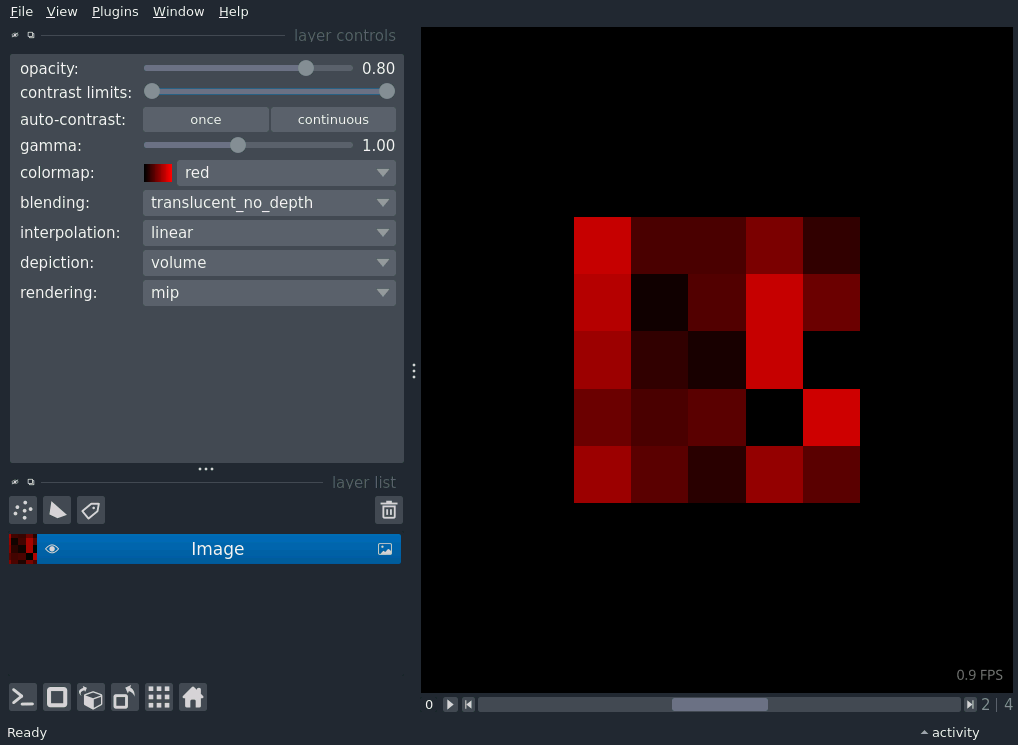 File View Plugins Window Help
layer controls
opacity: 0.80
contrast limits:
auto-contrast: once continuous
gamma: 1.00
colormap: red
blending: translucent_no_depth
interpolation: linear
depiction: volume
rendering: mip
layer list
Image
0.9 FPS
0 2 | 4
Ready activity